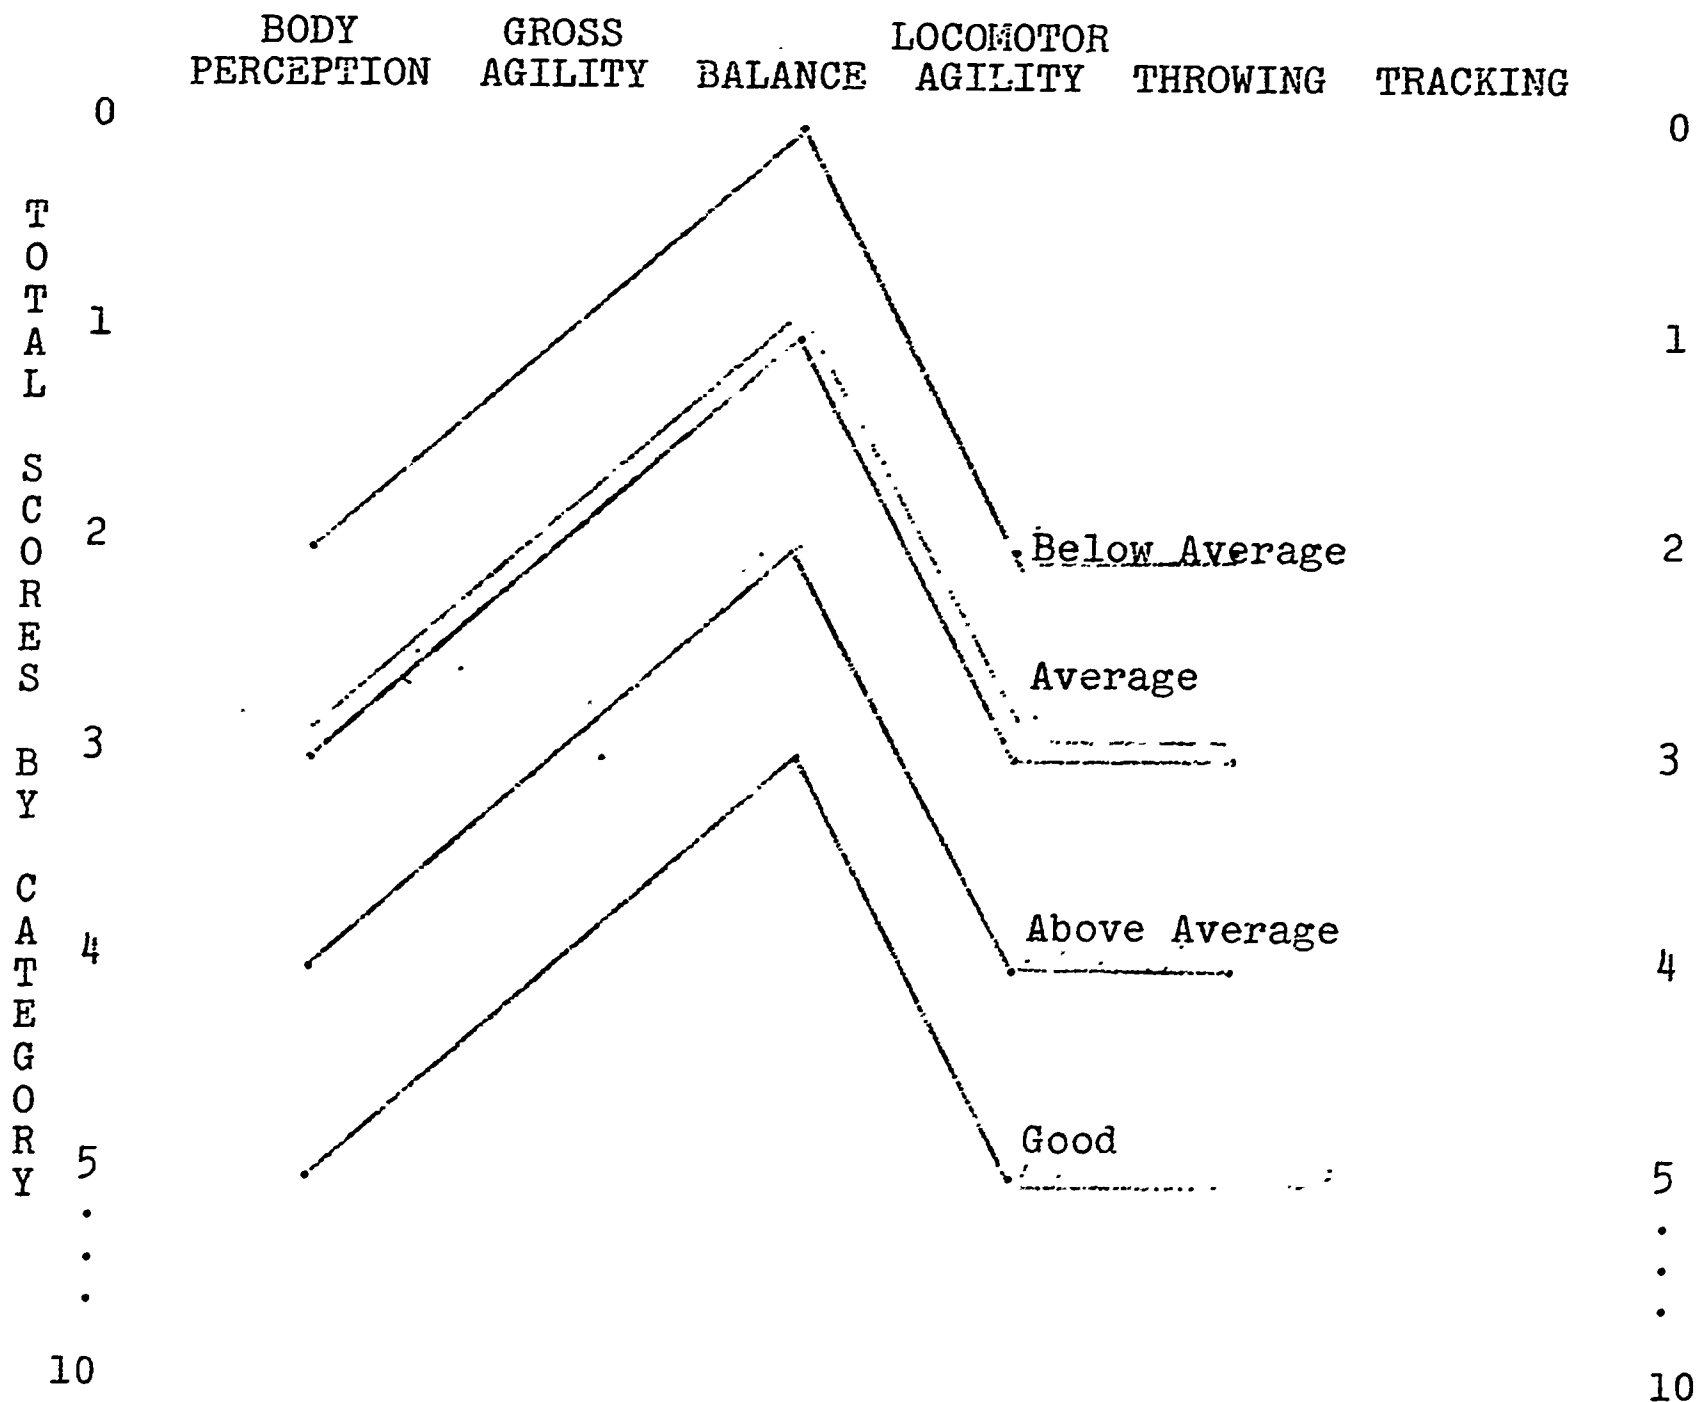 BODY PERCEPTION
GROSS AGILITY
BALANCE
LOCOMOTOR AGILITY
THROWING
TRACKING
TOTAL SCORES BY CATEGORY
0
1
2
3
4
5
.
.
.
10
Below Average
Average
Above Average
Good
0
1
2
3
4
5
.
.
.
10